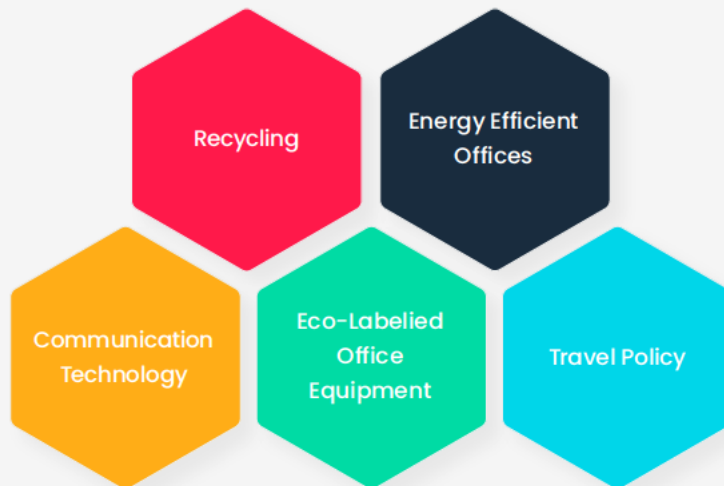 Recycling
Energy Efficient
Offices
Communication
Technology
Eco-Labelied
Office
Equipment
Travel Policy